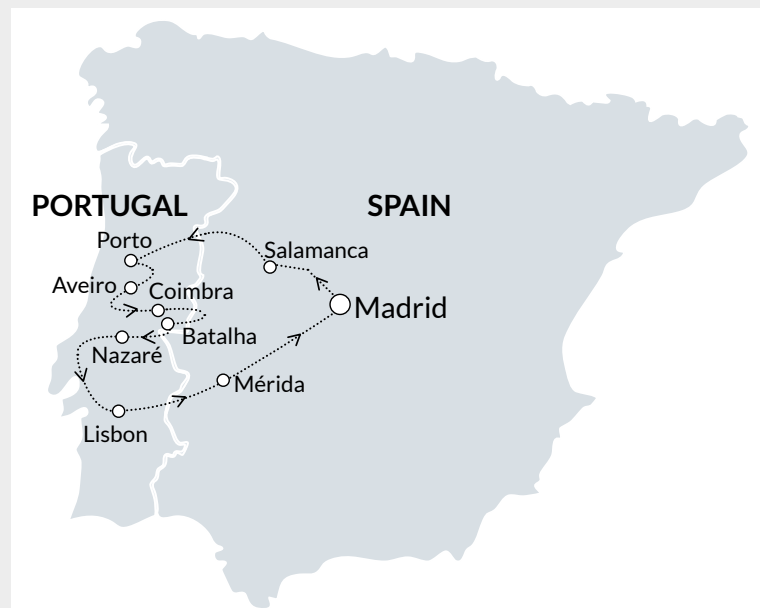 PORTUGAL
SPAIN
Porto
Salamanca
Aveiro
Coimbra
Madrid
Batalha
Nazaré
Mérida
Lisbon